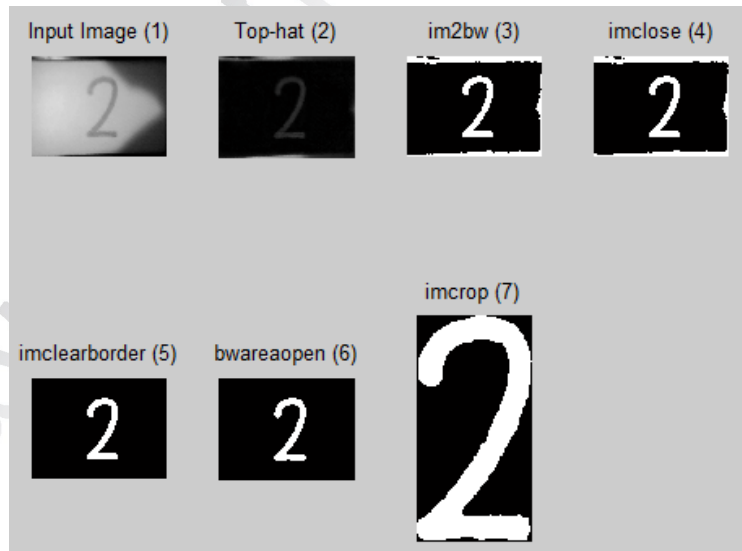 Input Image (1)
Top-hat (2)
im2bw (3)
imclose (4)
2
2
2
2
imcrop (7)
imclearborder (5)
bwareaopen (6)
2
2
2